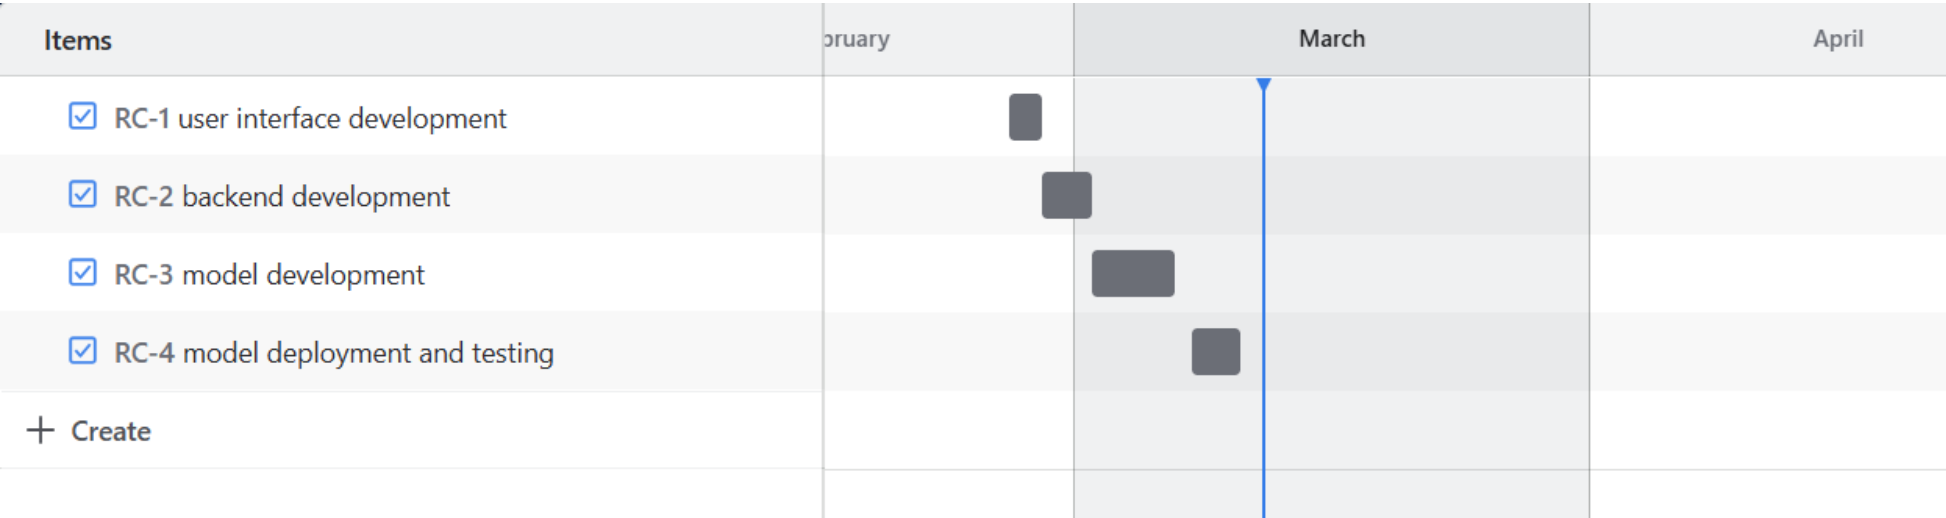 Items
bruary
March
April
RC-1 user interface development
RC-2 backend development
RC-3 model development
RC-4 model deployment and testing
Create